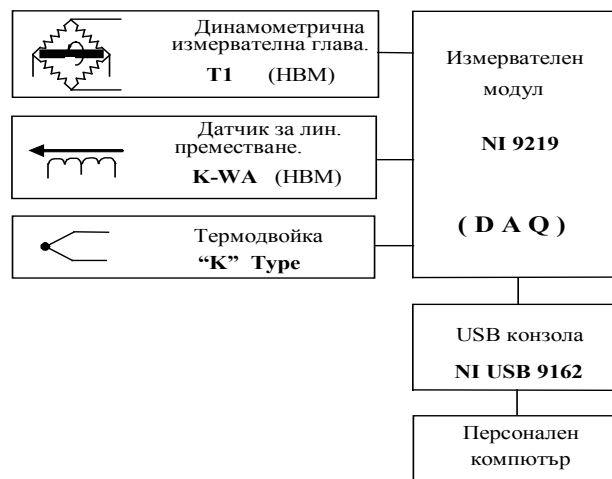 Динамометрична
измервателна глава.
T1 (HBM)
Датчик за лин.
преместване.
K-WA (HBM)
Термодвойка
“K” Type
Измервателен
модул
NI 9219
( D A Q )
USB конзола
NI USB 9162
Персонален
компютър